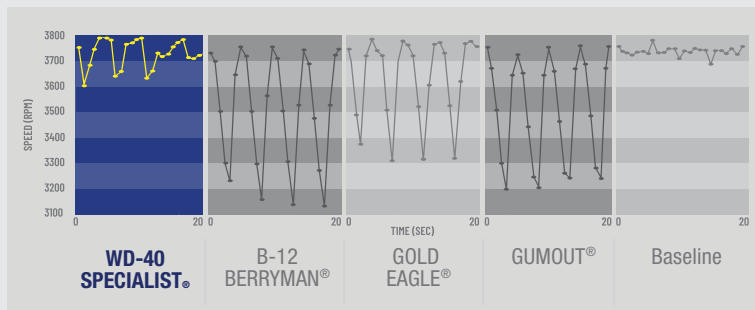 3800
3700
3600
3500
3400
3300
3200
3100
SPEED (RPM)
0 20 0 20 0 20 0 20 0 20
TIME (SEC)
WD-40
SPECIALIST®
B-12
BERRYMAN®
GOLD
EAGLE®
GUMOUT®
Baseline